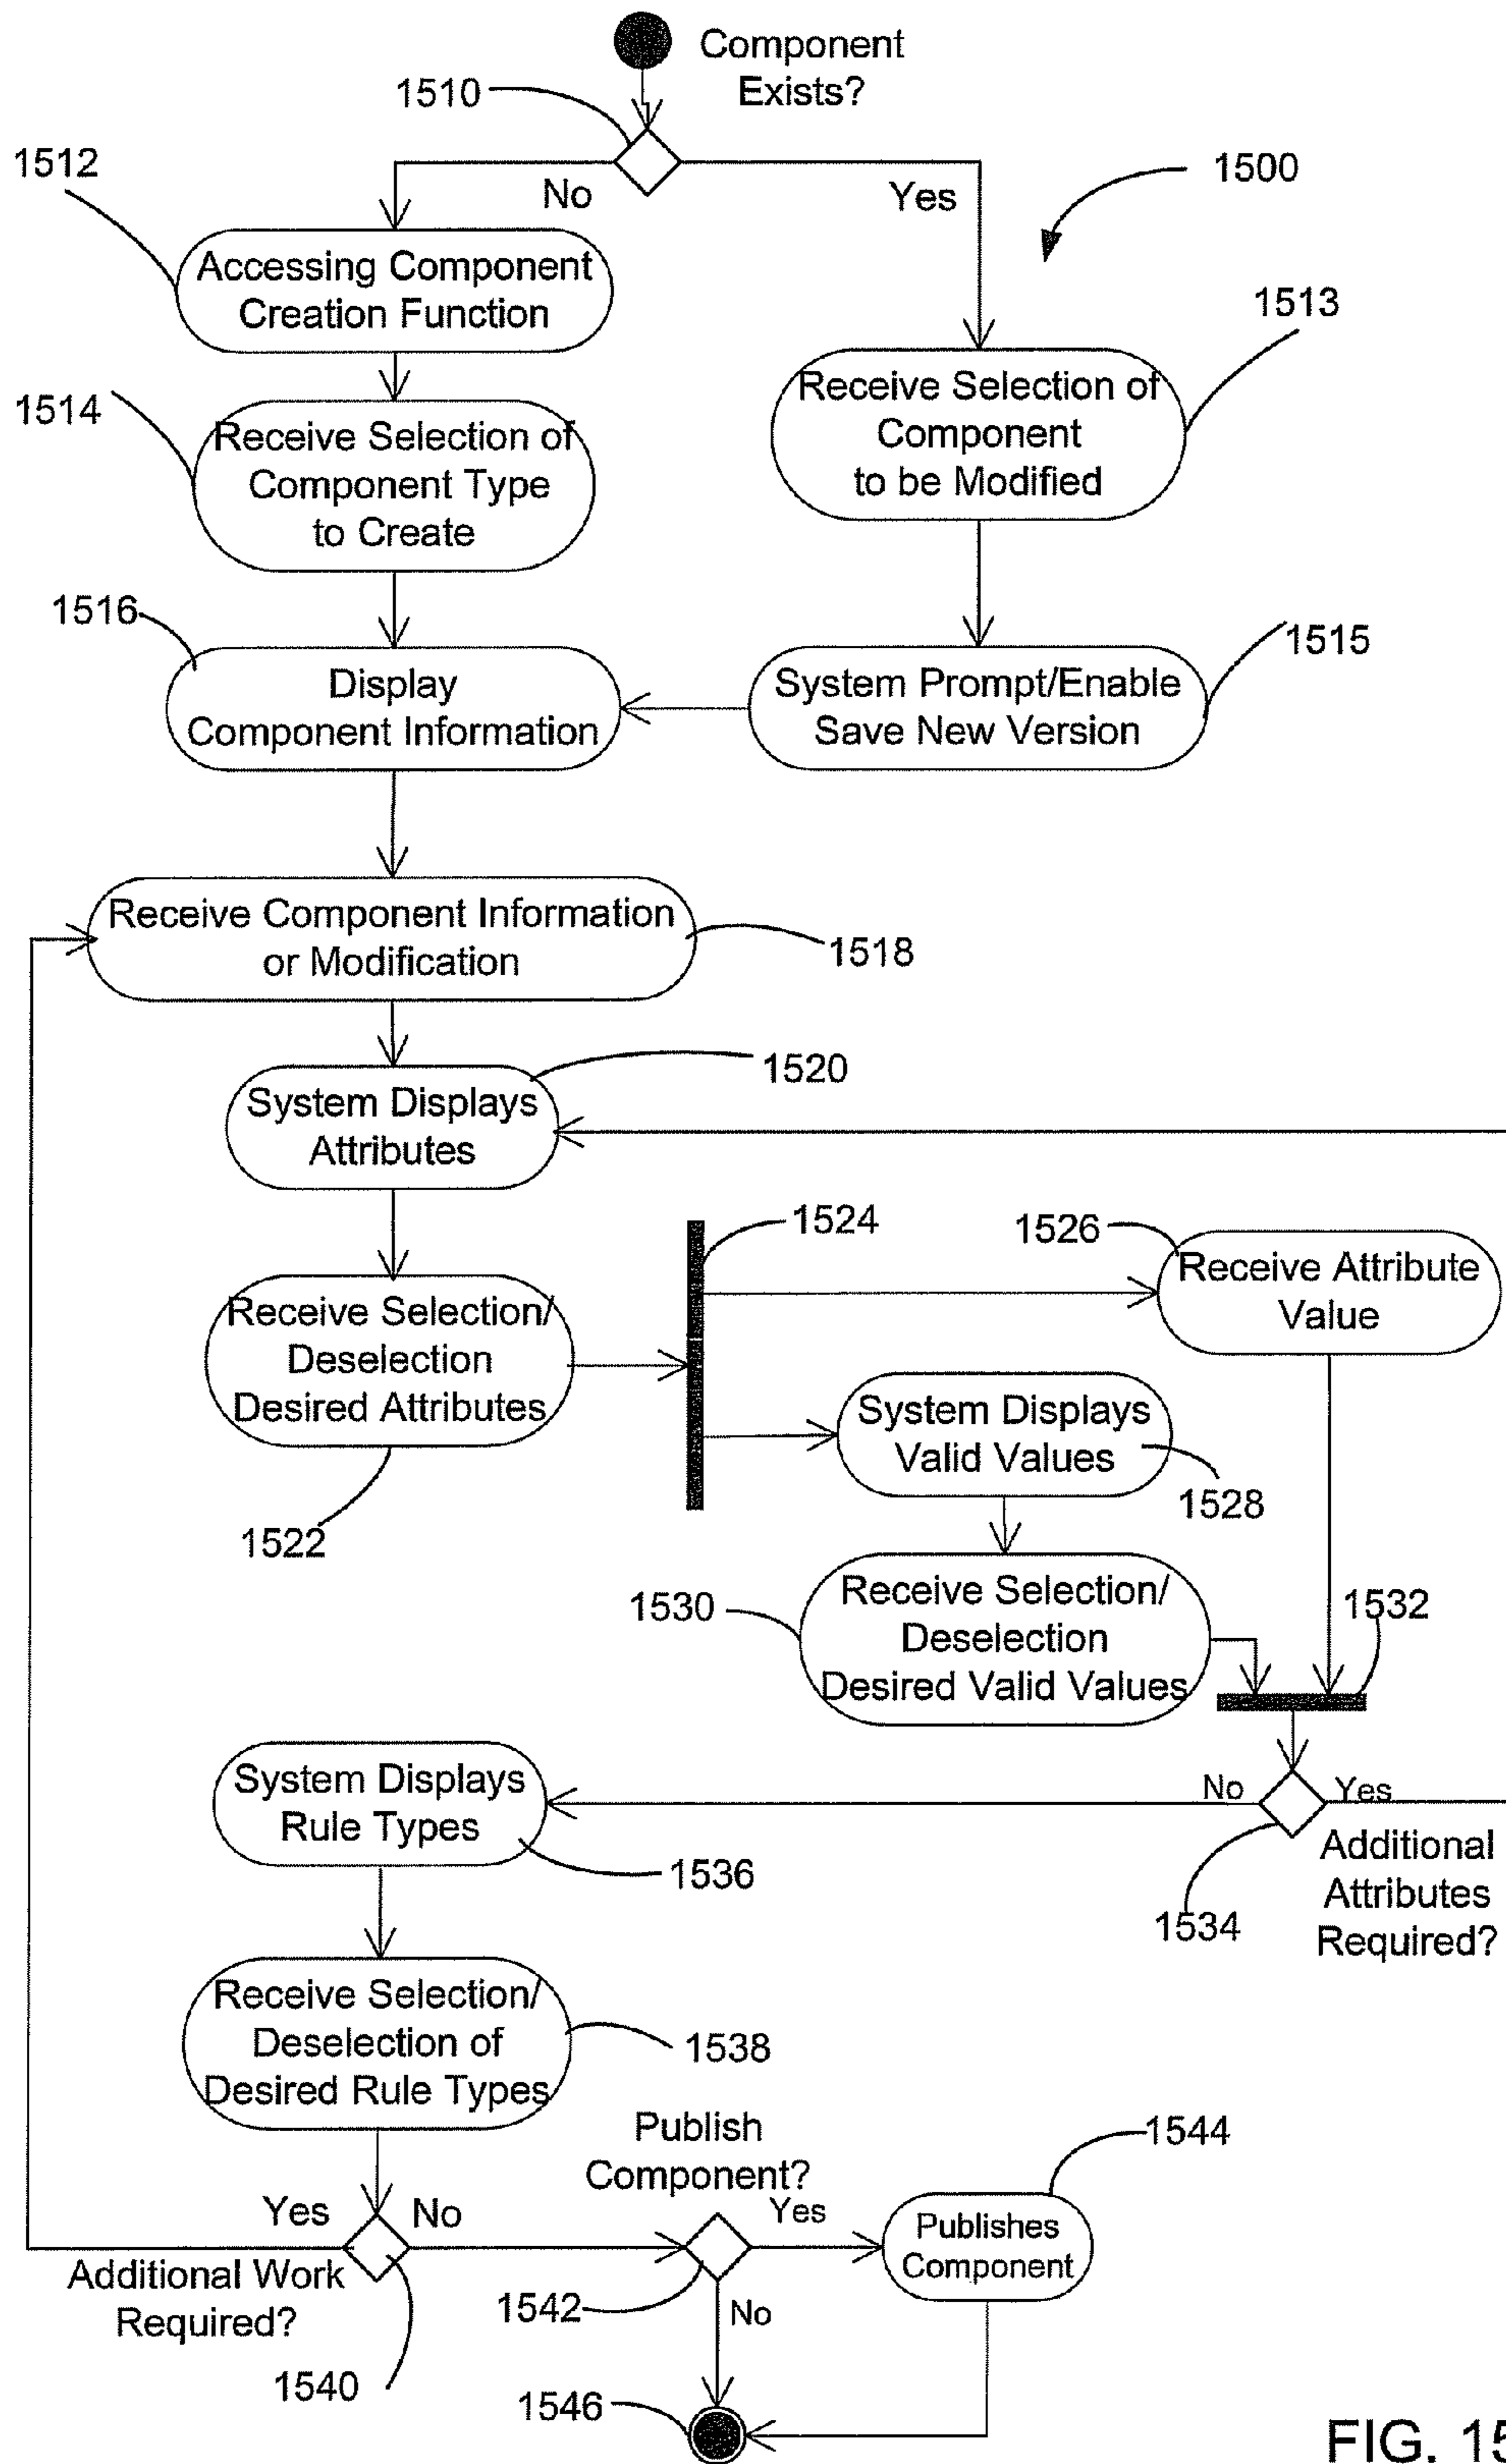 Component
Exists?
1510
1512
No
Yes
1500
Accessing Component
Creation Function
1513
Receive Selection of
Component
to be Modified
1514
Receive Selection of
Component Type
to Create
1516
1515
Display
Component Information
System Prompt/Enable
Save New Version
Receive Component Information
or Modification
1518
1520
System Displays
Attributes
1524
1526
Receive Attribute
Value
Receive Selection/
Deselection
Desired Attributes
1522
System Displays
Valid Values
1528
1530
Receive Selection/
Deselection
Desired Valid Values
1532
No
Yes
Additional
Attributes
Required?
1534
System Displays
Rule Types
1536
Receive Selection/
Deselection of
Desired Rule Types
1538
Publish
Component?
1544
Yes
No
Yes
Publishes
Component
Additional Work
Required?
1540
1542
No
1546
FIG. 15